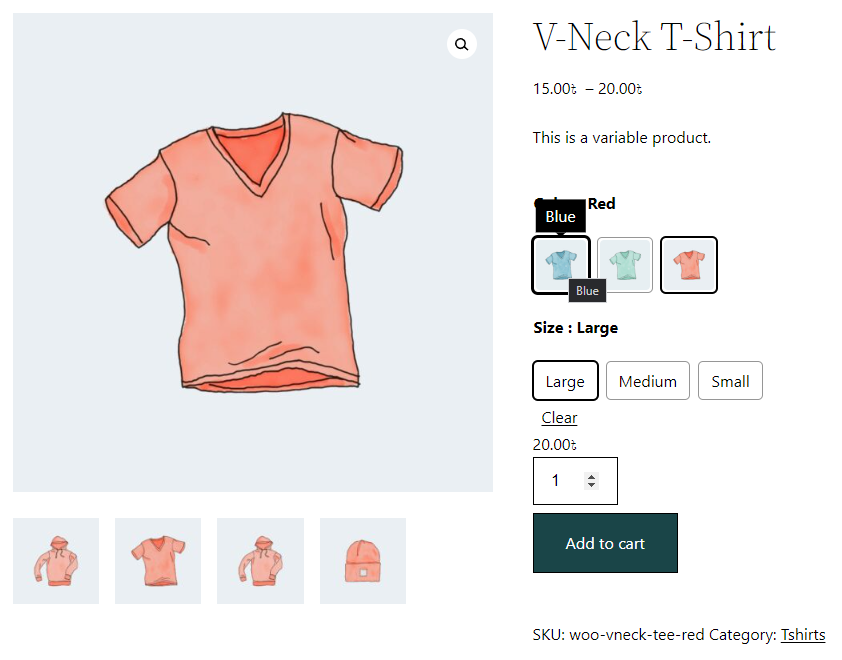 V-Neck T-Shirt
15.00৳ – 20.00৳
This is a variable product.
Red
Blue
Blue
Size : Large
Large Medium Small
Clear
20.00৳
1
Add to cart
SKU: woo-vneck-tee-red Category: Tshirts